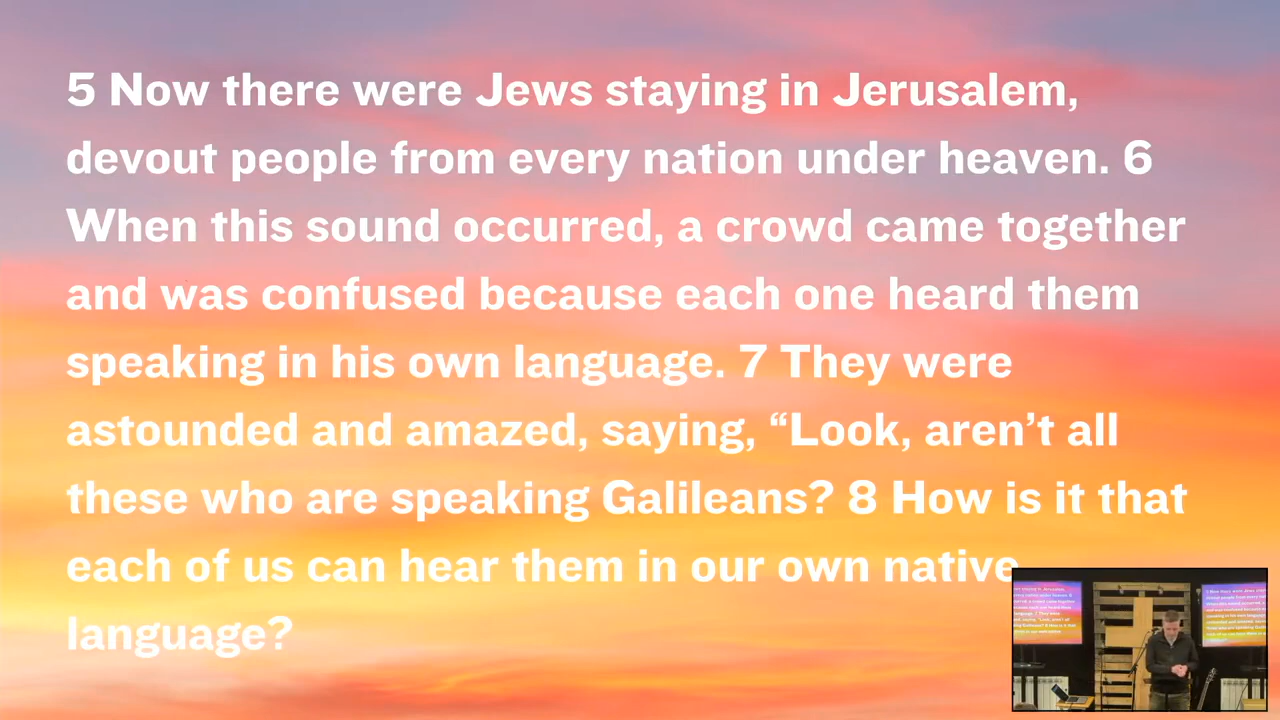 5 Now there were Jews staying in Jerusalem,
devout people from every nation under heaven. 6
When this sound occurred, a crowd came together
and was confused because each one heard them
speaking in his own language. 7 They were
astounded and amazed, saying, “Look, aren’t all
these who are speaking Galileans? 8 How is it that
each of us can hear them in our own native
language?